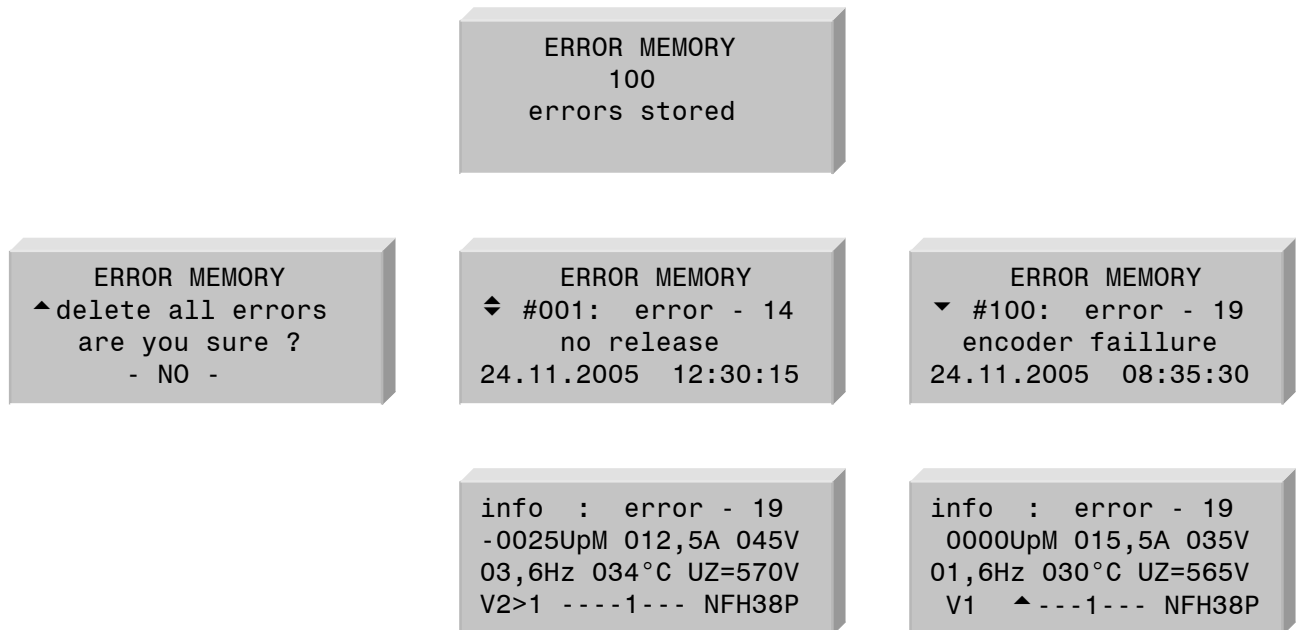 ERROR MEMORY
100
errors stored
ERROR MEMORY
delete all errors
are you sure ?
- NO -
ERROR MEMORY
#001: error - 14
no release
24.11.2005 12:30:15
ERROR MEMORY
#100: error - 19
encoder faillure
24.11.2005 08:35:30
info : error - 19
-0025UpM 012,5A 045V
03,6Hz 034°C UZ=570V
V2>1 ----1--- NFH38P
info : error - 19
0000UpM 015,5A 035V
01,6Hz 030°C UZ=565V
V1 ---1--- NFH38P